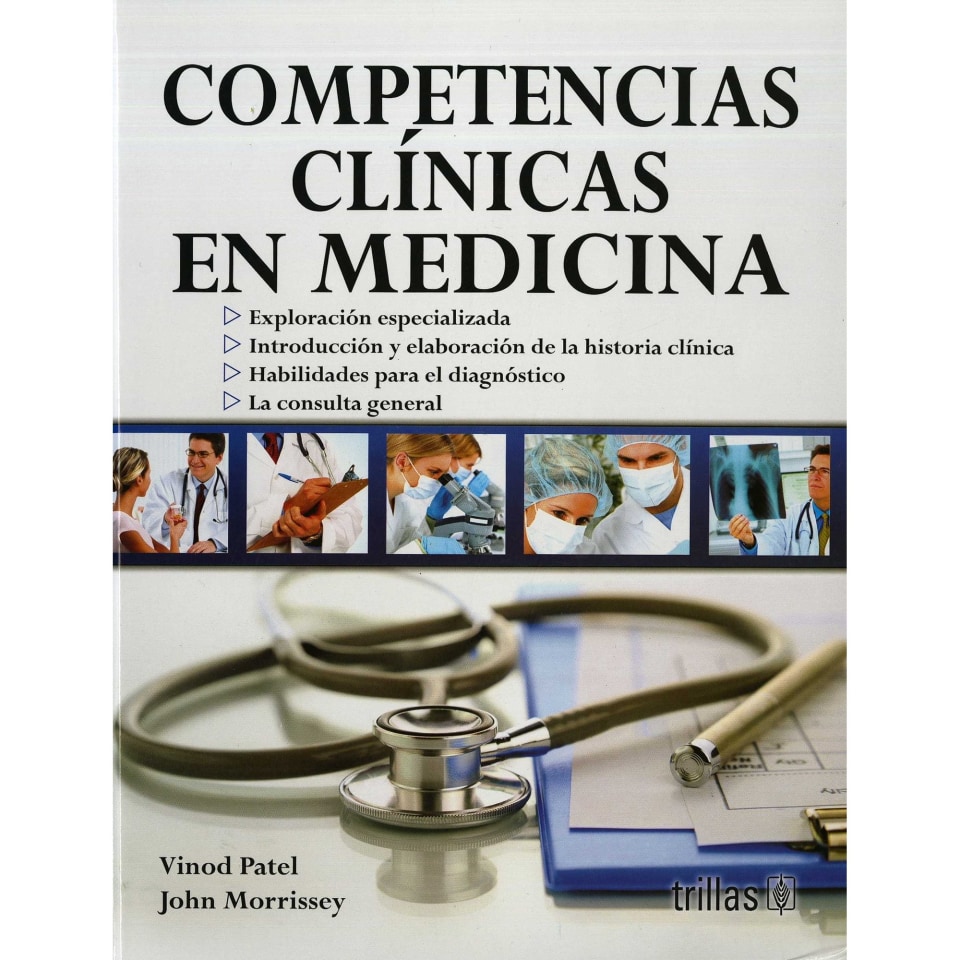 COMPETENCIAS
CLÍNICAS
EN MEDICINA
▷ Exploración especializada
▷ Introducción y elaboración de la historia clínica
▷ Habilidades para el diagnóstico
▷ La consulta general
Qty
Vinod Patel
John Morrissey
trillas